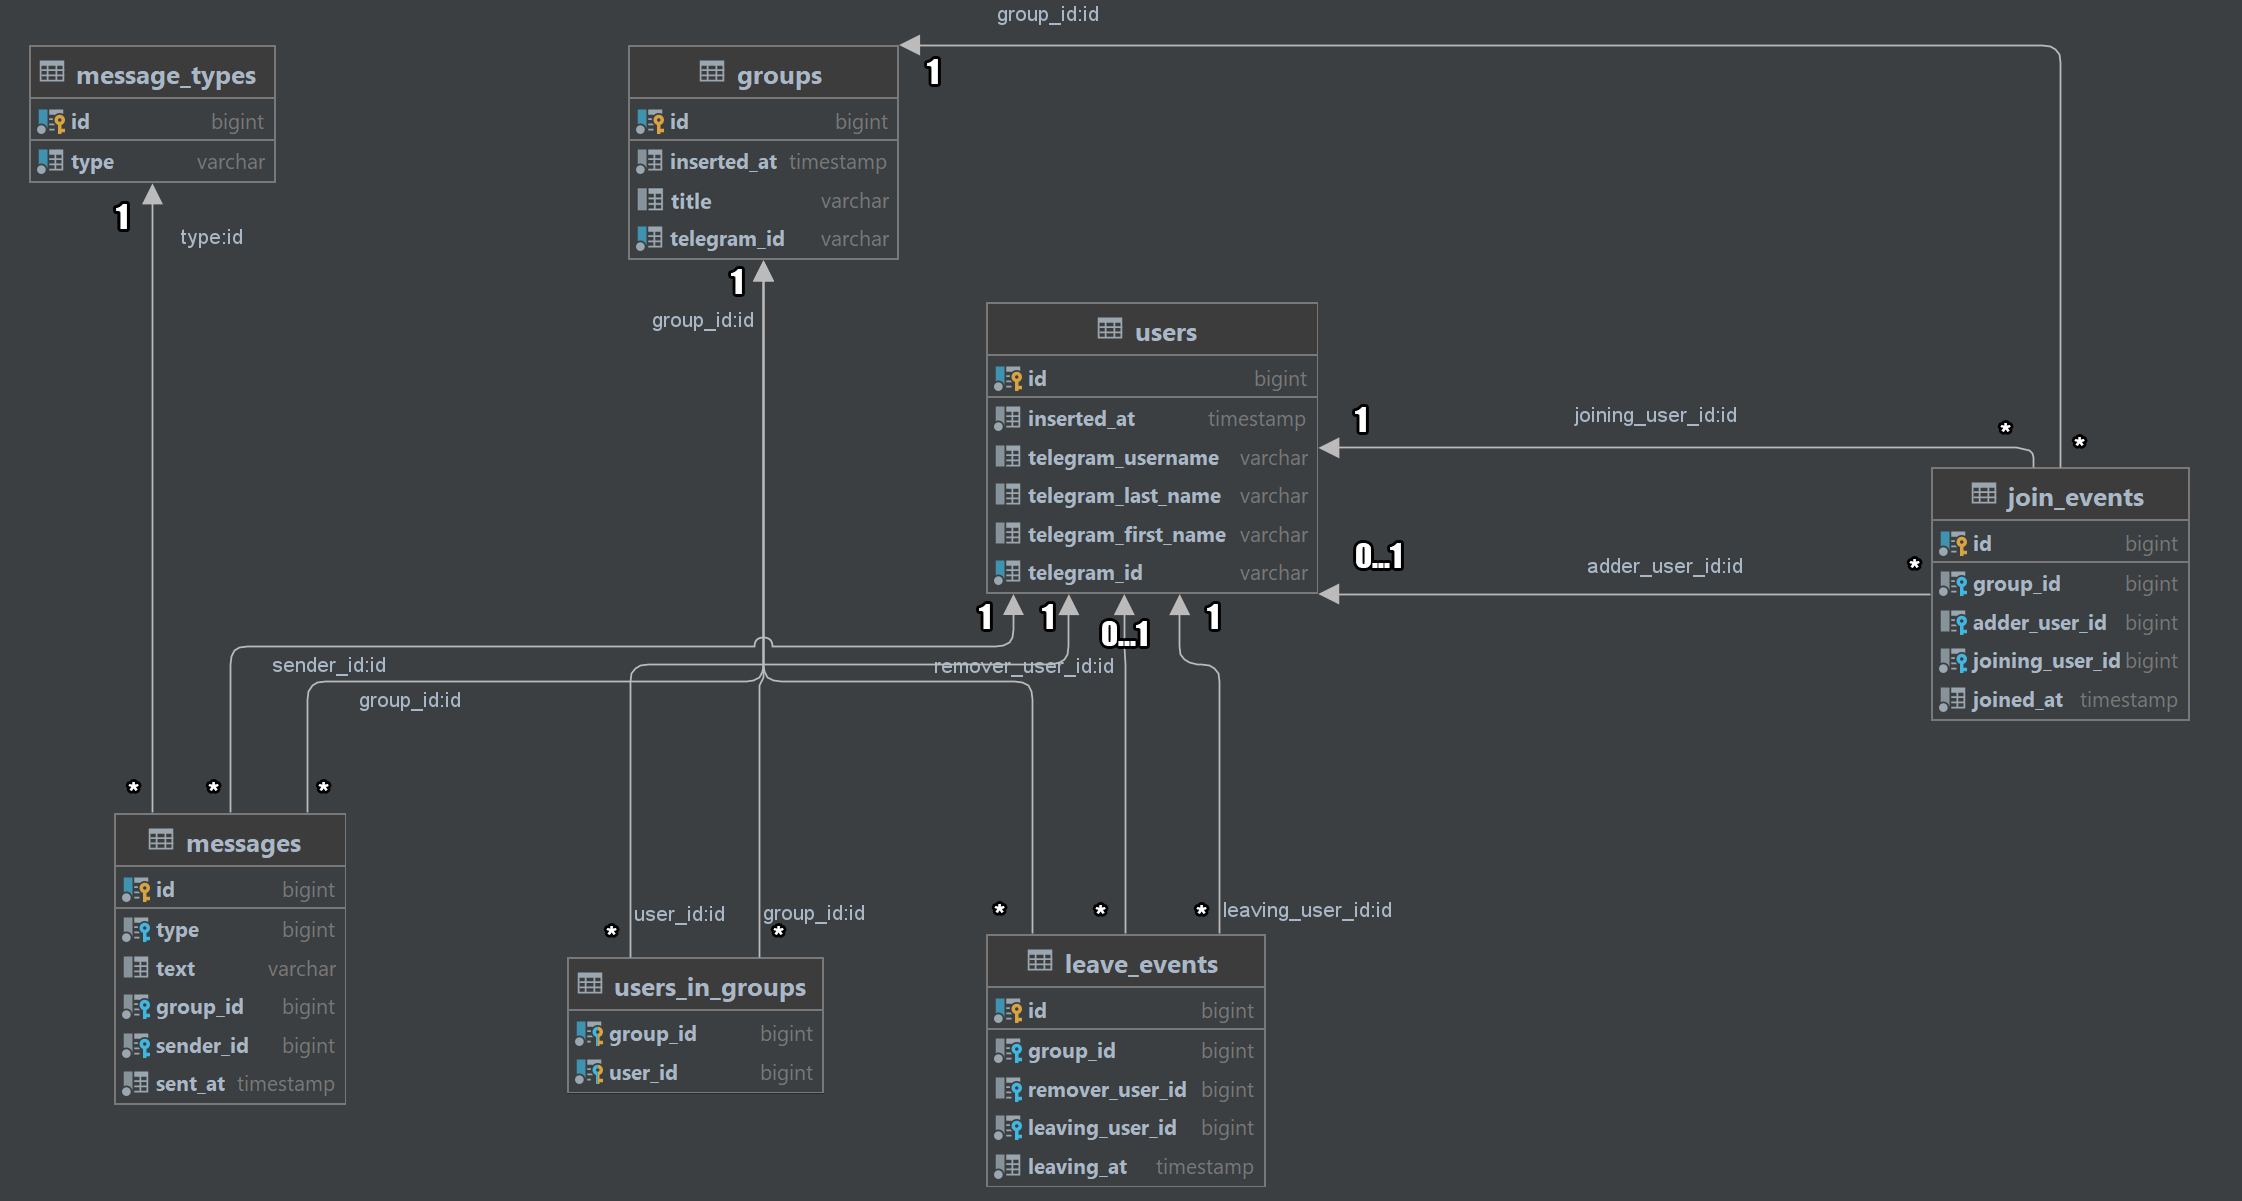 group_id:id
1
message_types
id bigint
type varchar
1
type:id
groups
id bigint
inserted_at timestamp
title varchar
telegram_id varchar
1
group_id:id
users
id bigint
inserted_at timestamp
telegram_username varchar
telegram_last_name varchar
telegram_first_name varchar
telegram_id varchar
1
joining_user_id:id
*
*
0...1
adder_user_id:id
*
join_events
id bigint
group_id bigint
adder_user_id bigint
joining_user_id bigint
joined_at timestamp
1
1
0...1
1
sender_id:id
remover_user_id:id
group_id:id
*
*
*
messages
id bigint
type bigint
text varchar
group_id bigint
sender_id bigint
sent_at timestamp
user_id:id
group_id:id
*
*
users_in_groups
group_id bigint
user_id bigint
*
*
*
leaving_user_id:id
leave_events
id bigint
group_id bigint
remover_user_id bigint
leaving_user_id bigint
leaving_at timestamp